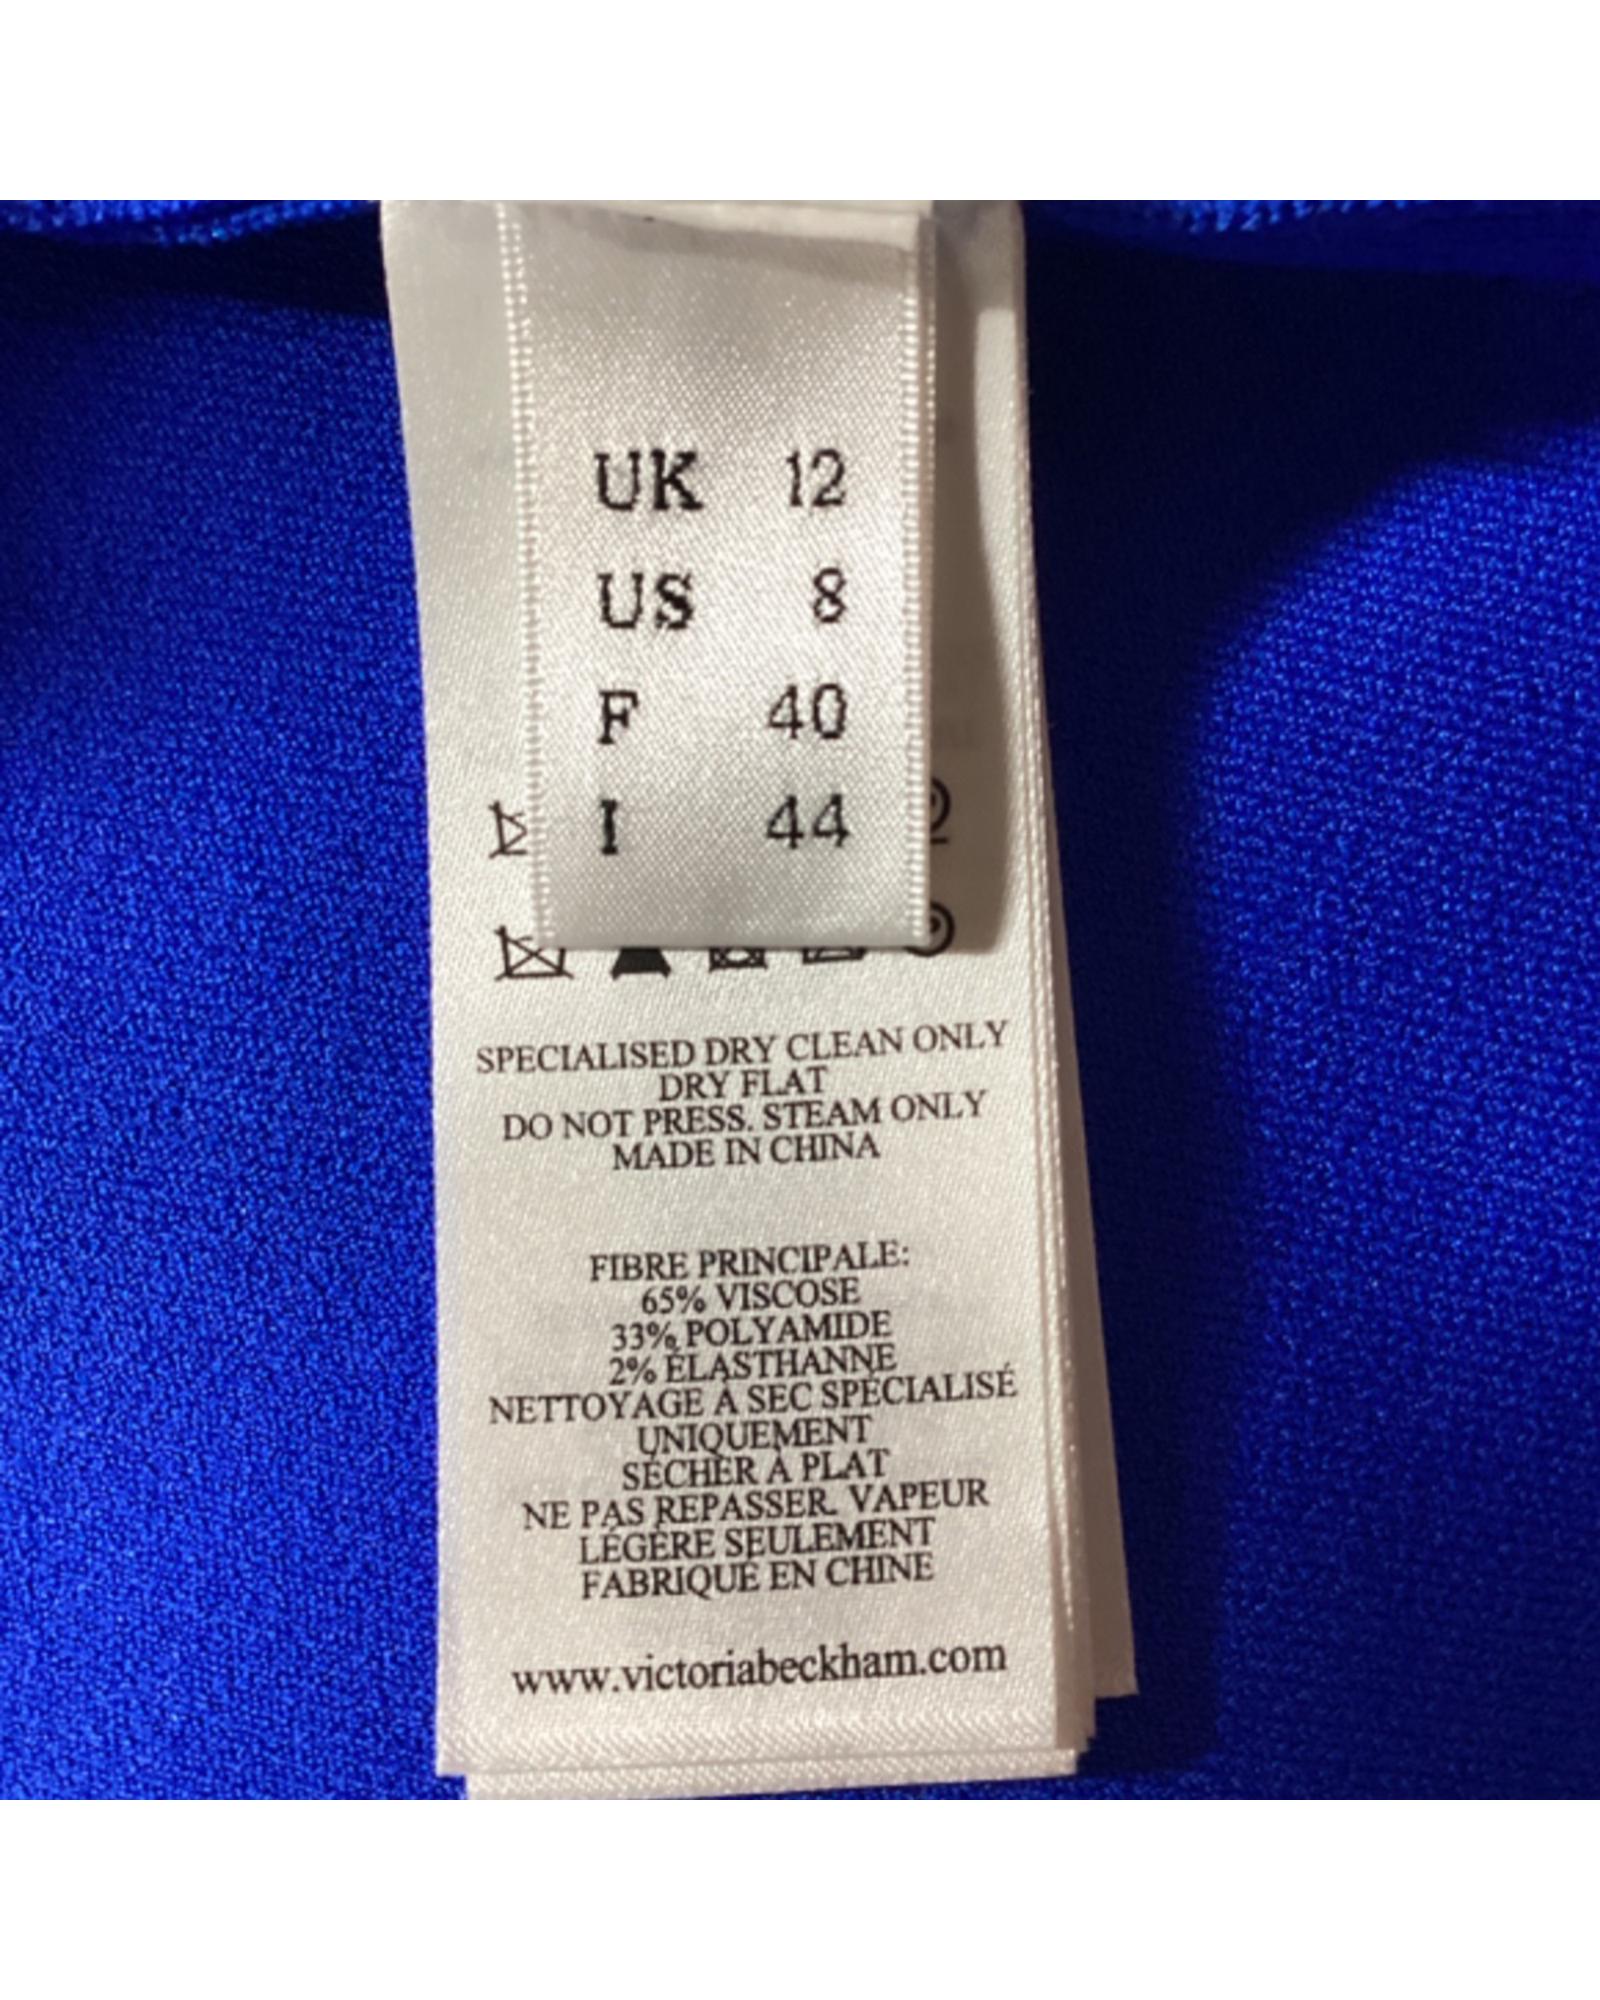 UK 12
US 8
F 40
I 44
SPECIALISED DRY CLEAN ONLY
DRY FLAT
DO NOT PRESS. STEAM ONLY
MADE IN CHINA
FIBRE PRINCIPALE:
65% VISCOSE
33% POLYAMIDE
2% ÉLASTHANNE
NETTOYAGE À SEC SPÉCIALISÉ
UNIQUEMENT
SÉCHER À PLAT
NE PAS REPASSER. VAPEUR
LÉGÈRE SEULEMENT
FABRIQUÉ EN CHINE
www.victoriabeckham.com